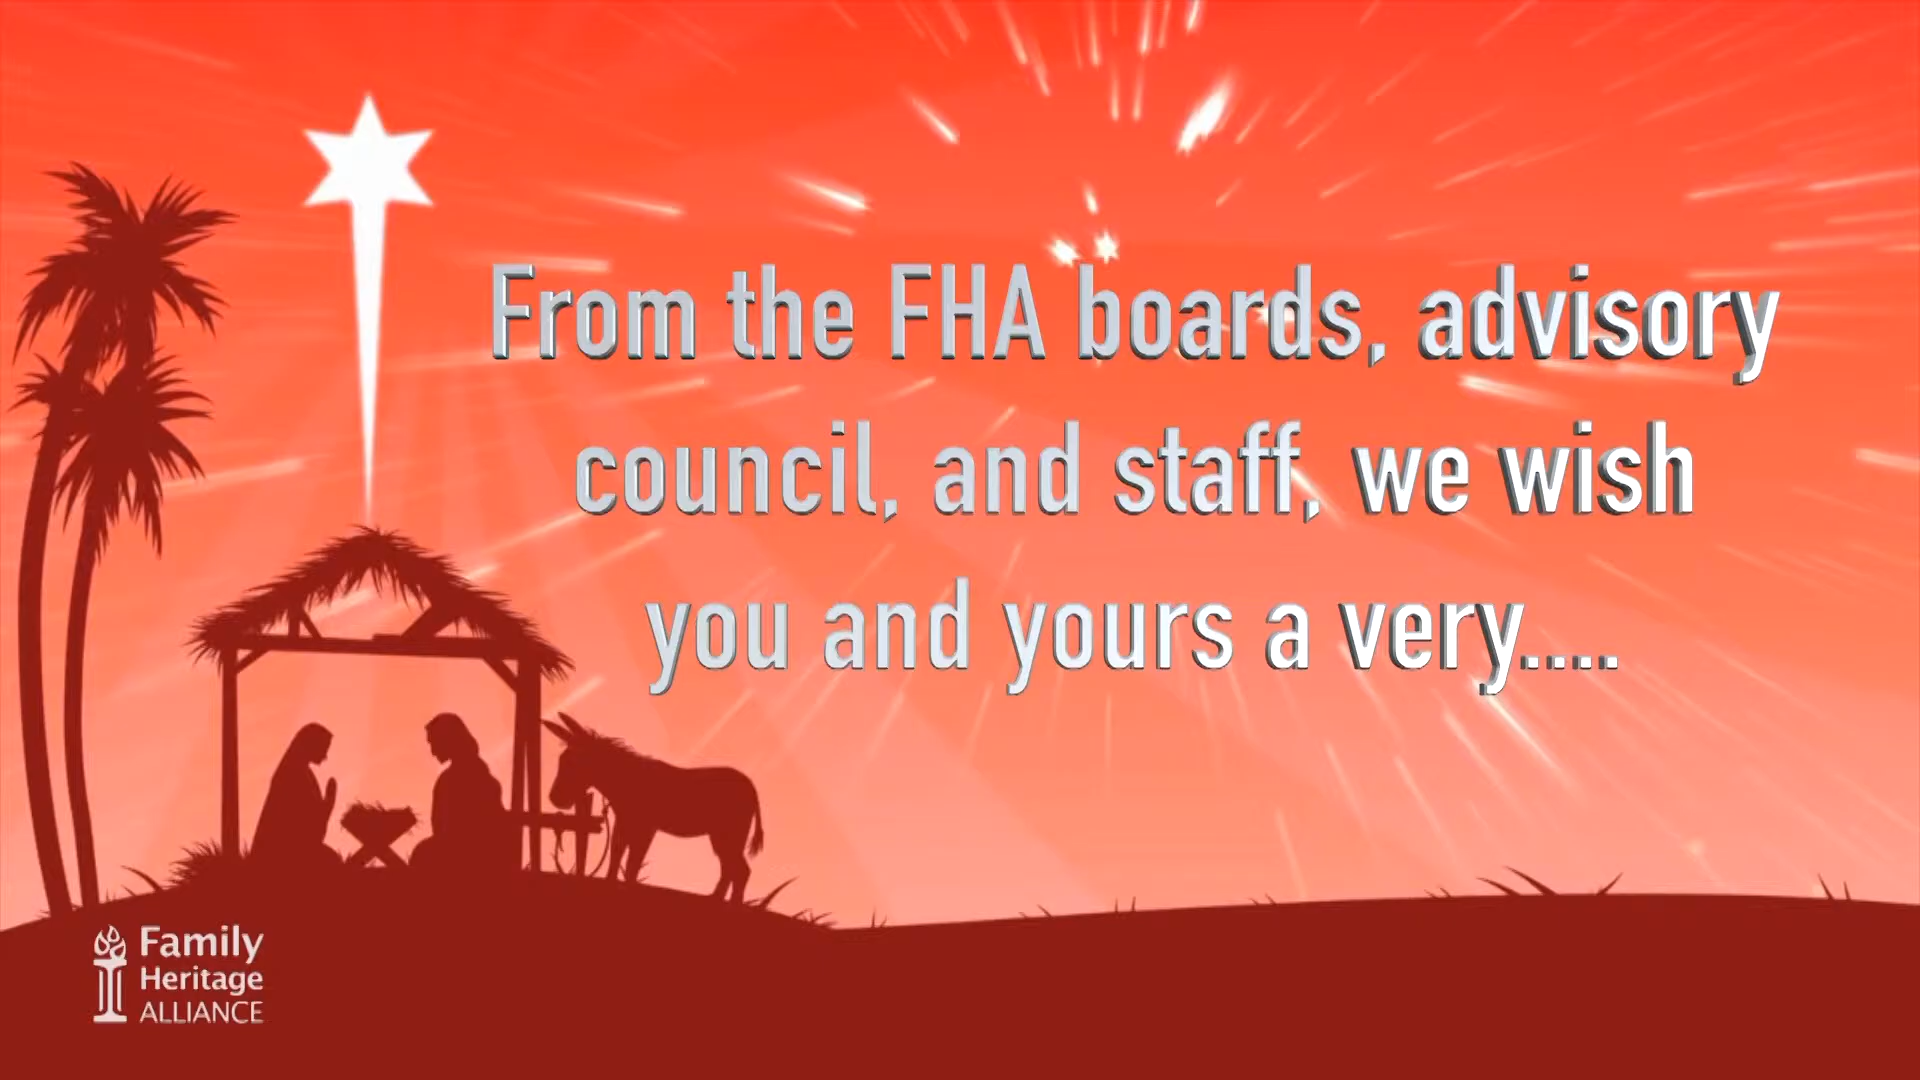 From the FHA boards, advisory
council, and staff, we wish
you and yours a very.....
Family
Heritage
ALLIANCE